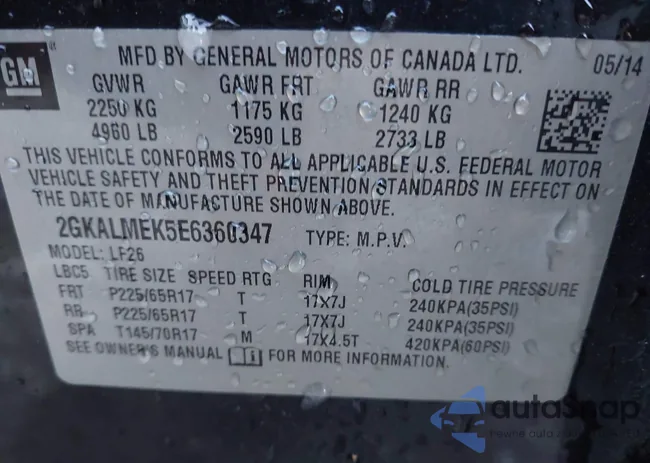 GM
MFD BY GENERAL MOTORS OF CANADA LTD. 05/14
GVWR GAWR FRT GAWR RR
2250 KG 1175 KG 1240 KG
4960 LB 2590 LB 2733 LB
THIS VEHICLE CONFORMS TO ALL APPLICABLE U.S. FEDERAL MOTOR
VEHICLE SAFETY AND THEFT PREVENTION STANDARDS IN EFFECT ON
THE DATE OF MANUFACTURE SHOWN ABOVE.
2GKALMEK5E6360347 TYPE: M.P.V.
MODEL: LF26
LBC5 TIRE SIZE SPEED RTG RIM COLD TIRE PRESSURE
FRT P225/65R17 T 17X7J 240KPA(35PSI)
RR P225/65R17 T 17X7J 240KPA(35PSI)
SPA T145/70R17 M 17X4.5T 420KPA(60PSI)
SEE OWNER'S MANUAL FOR MORE INFORMATION.
autoSnap
Pewne auta